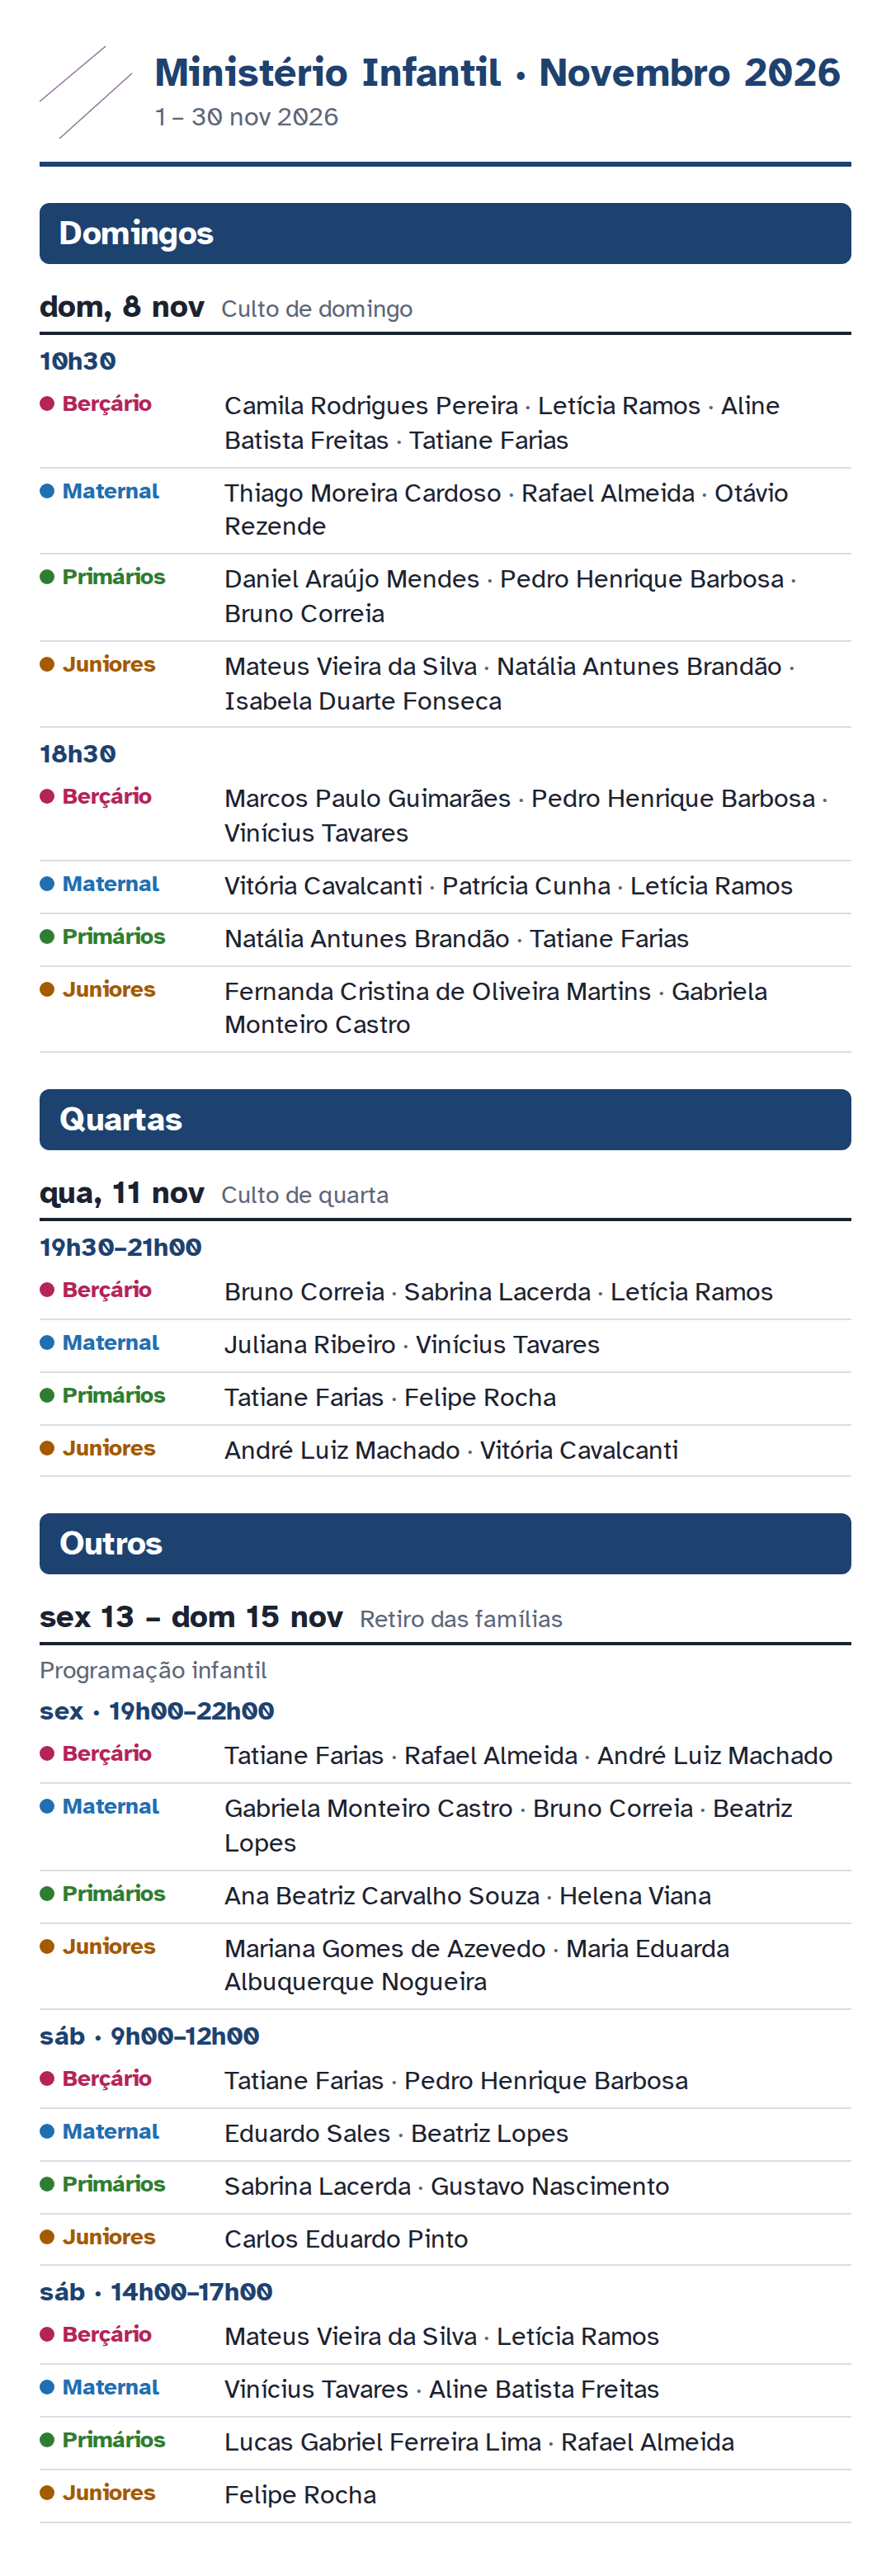 Ministério Infantil · Novembro 2026
1 – 30 nov 2026
Domingos
dom, 8 nov Culto de domingo
10h30
Berçário Camila Rodrigues Pereira · Letícia Ramos · Aline
Batista Freitas · Tatiane Farias
Maternal Thiago Moreira Cardoso · Rafael Almeida · Otávio
Rezende
Primários Daniel Araújo Mendes · Pedro Henrique Barbosa ·
Bruno Correia
Juniores Mateus Vieira da Silva · Natália Antunes Brandão ·
Isabela Duarte Fonseca
18h30
Berçário Marcos Paulo Guimarães · Pedro Henrique Barbosa ·
Vinícius Tavares
Maternal Vitória Cavalcanti · Patrícia Cunha · Letícia Ramos
Primários Natália Antunes Brandão · Tatiane Farias
Juniores Fernanda Cristina de Oliveira Martins · Gabriela
Monteiro Castro
Quartas
qua, 11 nov Culto de quarta
19h30–21h00
Berçário Bruno Correia · Sabrina Lacerda · Letícia Ramos
Maternal Juliana Ribeiro · Vinícius Tavares
Primários Tatiane Farias · Felipe Rocha
Juniores André Luiz Machado · Vitória Cavalcanti
Outros
sex 13 – dom 15 nov Retiro das famílias
Programação infantil
sex · 19h00–22h00
Berçário Tatiane Farias · Rafael Almeida · André Luiz Machado
Maternal Gabriela Monteiro Castro · Bruno Correia · Beatriz
Lopes
Primários Ana Beatriz Carvalho Souza · Helena Viana
Juniores Mariana Gomes de Azevedo · Maria Eduarda
Albuquerque Nogueira
sáb · 9h00–12h00
Berçário Tatiane Farias · Pedro Henrique Barbosa
Maternal Eduardo Sales · Beatriz Lopes
Primários Sabrina Lacerda · Gustavo Nascimento
Juniores Carlos Eduardo Pinto
sáb · 14h00–17h00
Berçário Mateus Vieira da Silva · Letícia Ramos
Maternal Vinícius Tavares · Aline Batista Freitas
Primários Lucas Gabriel Ferreira Lima · Rafael Almeida
Juniores Felipe Rocha